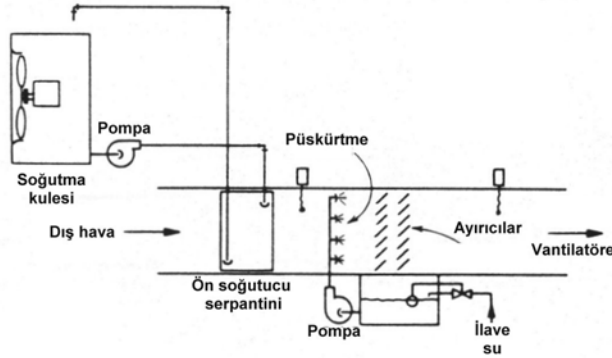 Pompa
Soğutma
kulesi
Püskürtme
Dış hava
Ayırıcılar
Vantilatöre
Ön soğutucu
serpantini
Pompa
İlave
su